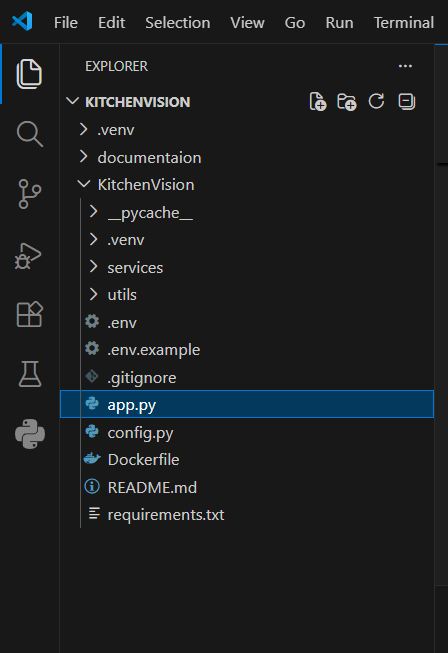 File Edit Selection View Go Run Terminal
EXPLORER
KITCHENVISION
.venv
documentaion
KitchenVision
__pycache__
.venv
services
utils
.env
.env.example
.gitignore
app.py
config.py
Dockerfile
README.md
requirements.txt